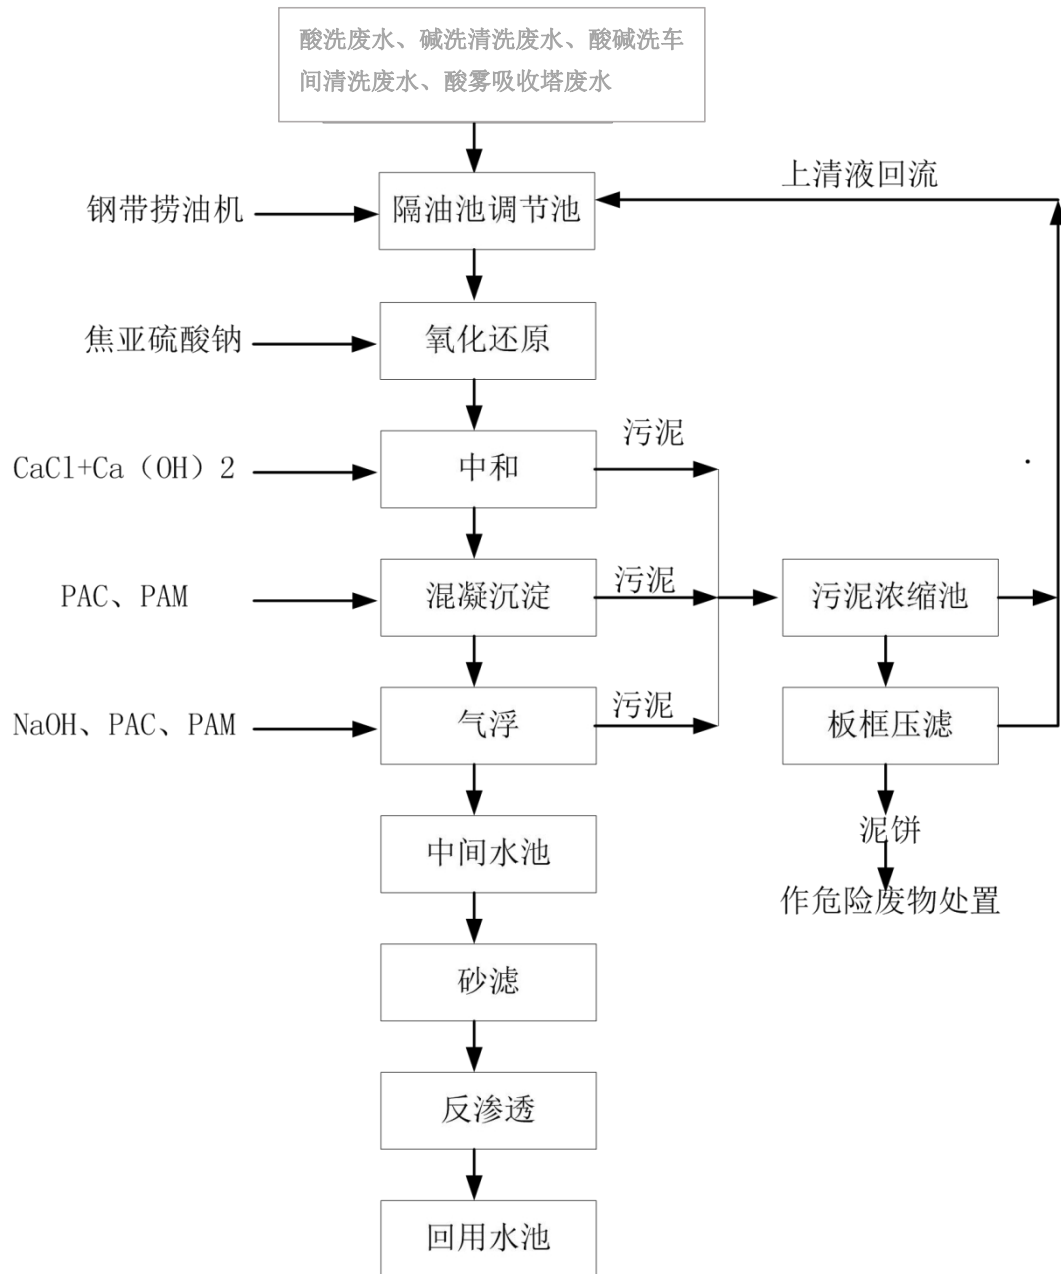 酸洗废水、碱洗清洗废水、酸碱洗车
间清洗废水、酸雾吸收塔废水
上清液回流
钢带捞油机
隔油池调节池
焦亚硫酸钠
氧化还原
污泥
CaCl+Ca（OH）2
中和
PAC、PAM
混凝沉淀
污泥
污泥浓缩池
NaOH、PAC、PAM
气浮
污泥
板框压滤
中间水池
泥饼
作危险废物处置
砂滤
反渗透
回用水池